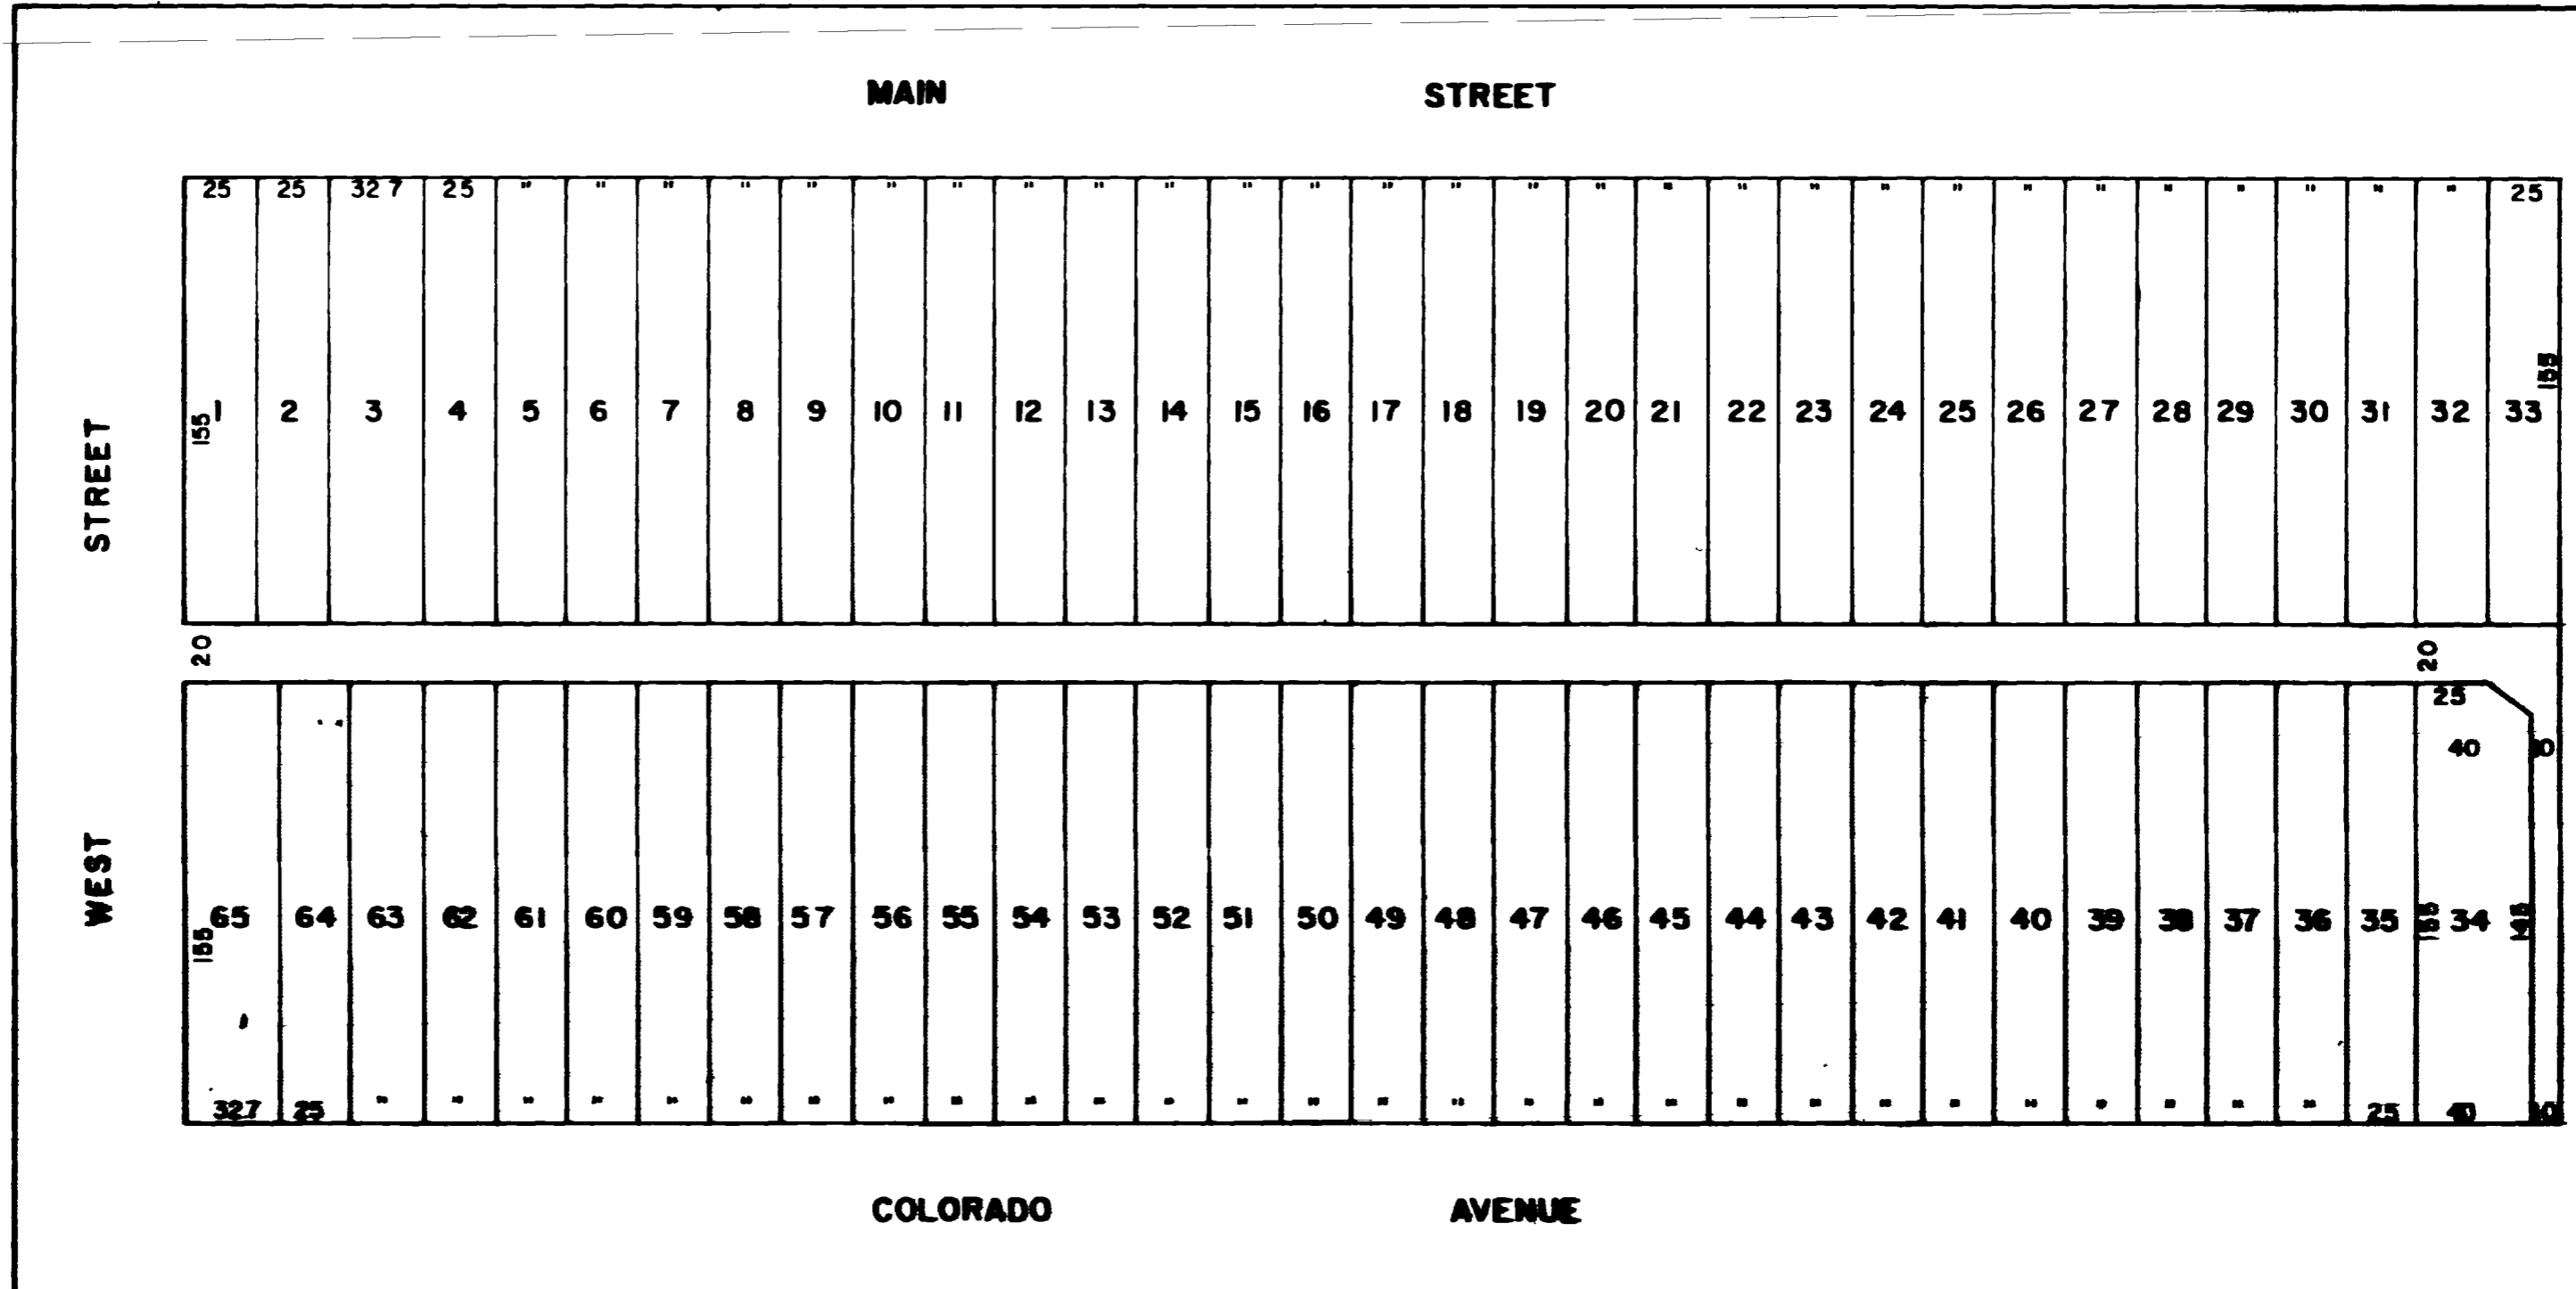 MAIN STREET
25 25 32 7 25 " " " " " " " " " " " " " " " " " " " " " " " " " " " " 25
155
1 2 3 4 5 6 7 8 9 10 11 12 13 14 15 16 17 18 19 20 21 22 23 24 25 26 27 28 29 30 31 32 33
155
WEST STREET
20 20
25
40
65 64 63 62 61 60 59 58 57 56 55 54 53 52 51 50 49 48 47 46 45 44 43 42 41 40 39 38 37 36 35 155 34 145
155
327 25 " " " " " " " " " " " " " " " " " " " " " " " " " " " " 25 40 10
COLORADO AVENUE